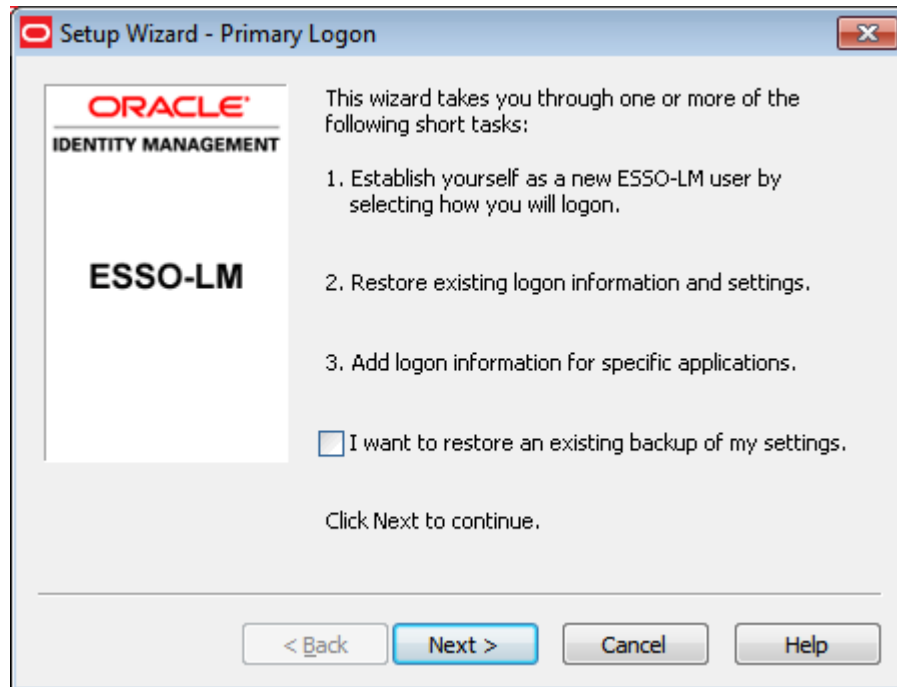 Setup Wizard - Primary Logon
ORACLE
IDENTITY MANAGEMENT
ESSO-LM
This wizard takes you through one or more of the
following short tasks:
1. Establish yourself as a new ESSO-LM user by
selecting how you will logon.
2. Restore existing logon information and settings.
3. Add logon information for specific applications.
I want to restore an existing backup of my settings.
Click Next to continue.
< Back
Next >
Cancel
Help